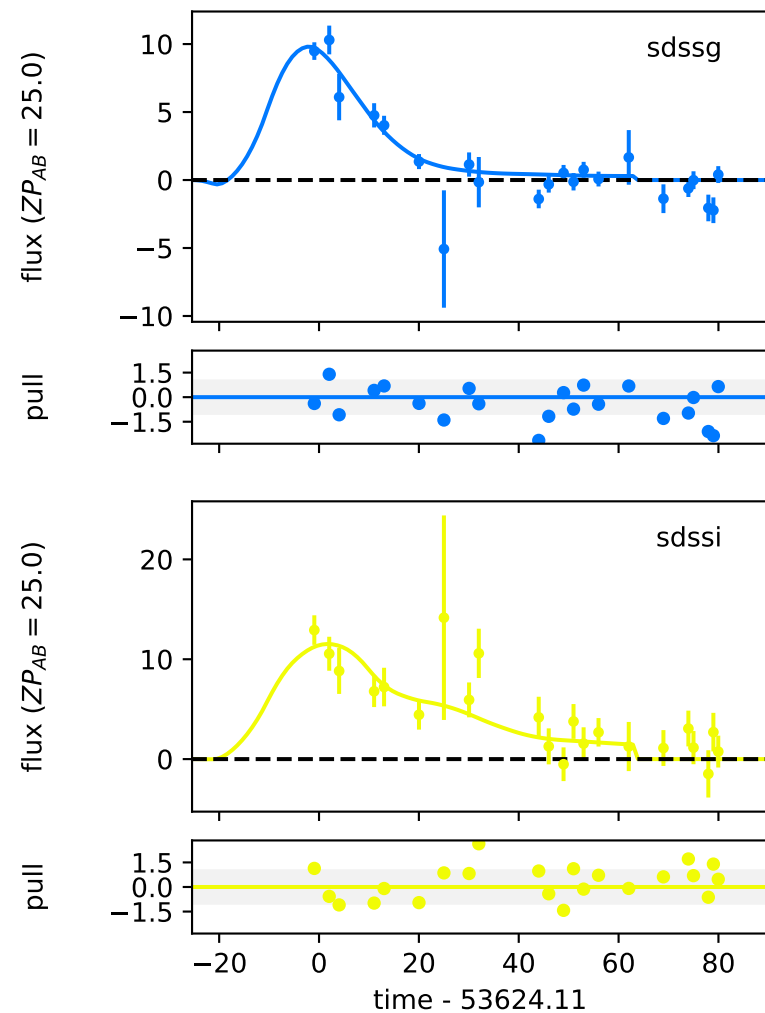 sdssg
flux (ZP_AB = 25.0)
10
5
0
−5
−10
pull
1.5
0.0
−1.5
sdssi
flux (ZP_AB = 25.0)
20
10
0
pull
1.5
0.0
−1.5
−20 0 20 40 60 80
time - 53624.11